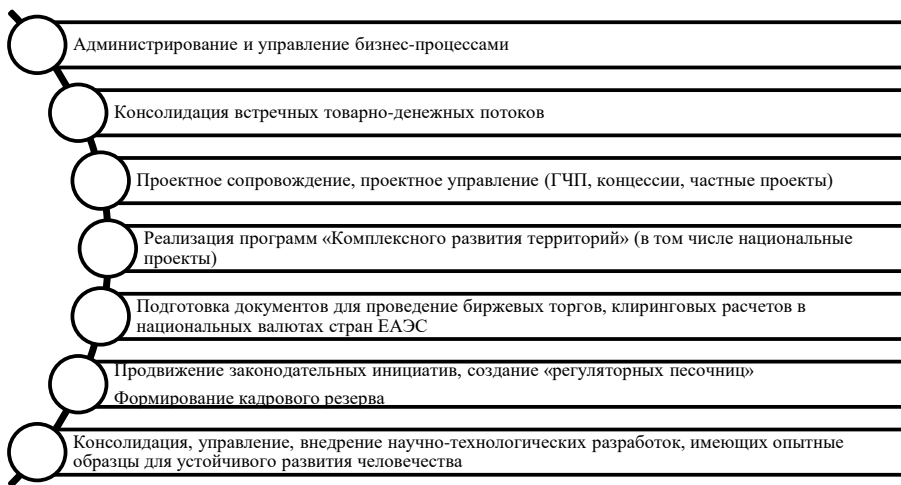 Администрирование и управление бизнес-процессами
Консолидация встречных товарно-денежных потоков
Проектное сопровождение, проектное управление (ГЧП, концессии, частные проекты)
Реализация программ «Комплексного развития территорий» (в том числе национальные
проекты)
Подготовка документов для проведение биржевых торгов, клиринговых расчетов в
национальных валютах стран ЕАЭС
Продвижение законодательных инициатив, создание «регуляторных песочниц»
Формирование кадрового резерва
Консолидация, управление, внедрение научно-технологических разработок, имеющих опытные
образцы для устойчивого развития человечества